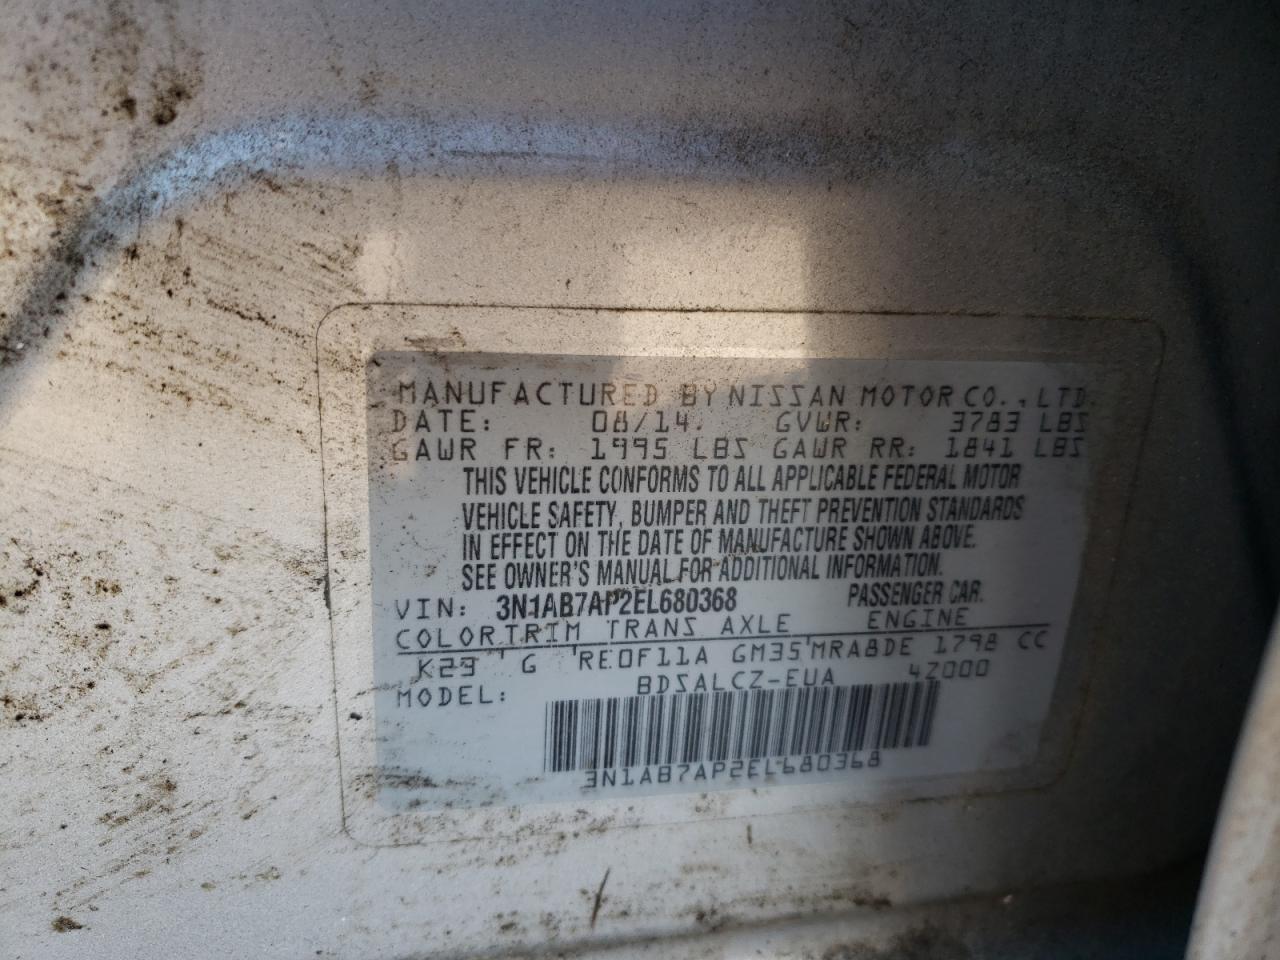 MANUFACTURED BY NISSAN MOTOR CO., LTD.
DATE: 08/14. GVWR: 3783 LBS
GAWR FR: 1995 LBS GAWR RR: 1841 LBS
THIS VEHICLE CONFORMS TO ALL APPLICABLE FEDERAL MOTOR
VEHICLE SAFETY, BUMPER AND THEFT PREVENTION STANDARDS
IN EFFECT ON THE DATE OF MANUFACTURE SHOWN ABOVE.
SEE OWNER'S MANUAL FOR ADDITIONAL INFORMATION.
VIN: 3N1AB7AP2EL680368 PASSENGER CAR.
COLOR TRIM TRANS AXLE ENGINE
K23 G RE0F11A GM35 MRA8DE 1798 CC
MODEL: BDSALCZ-EUA 4Z000
3N1AB7AP2EL680368